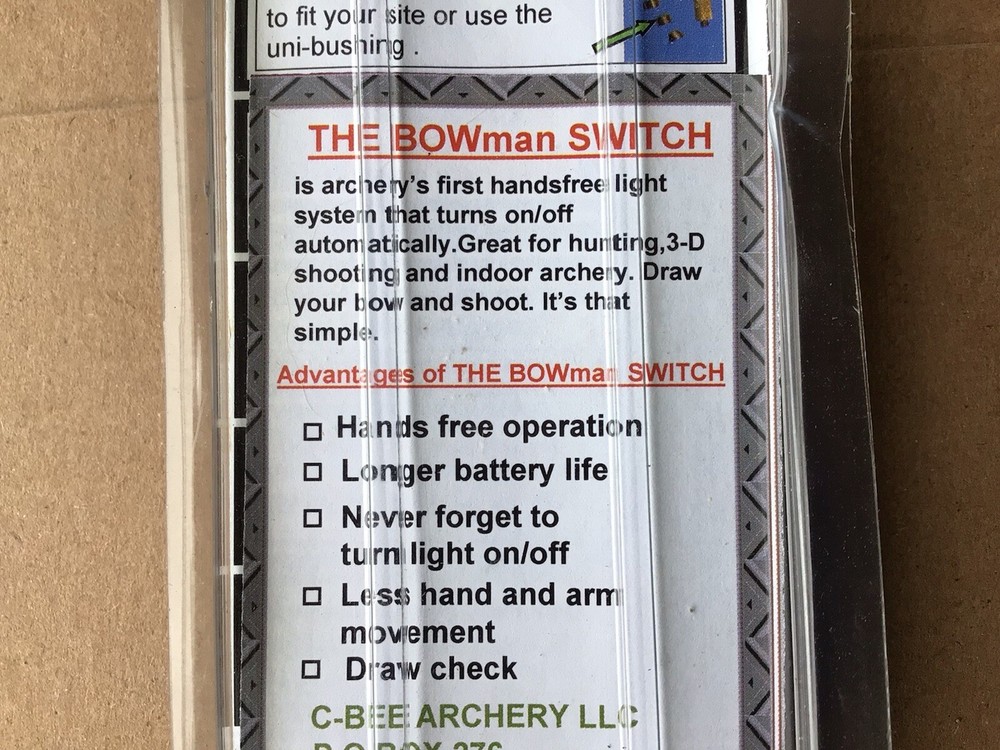 to fit your site or use the
uni-bushing .
THE BOWman SWITCH
is archery's first handsfree light
system that turns on/off
automatically.Great for hunting,3-D
shooting and indoor archery. Draw
your bow and shoot. It's that
simple.
Advantages of THE BOWman SWITCH
Hands free operation
Longer battery life
Never forget to
turn light on/off
Less hand and arm
movement
Draw check
C-BEE ARCHERY LLC
P.O BOX